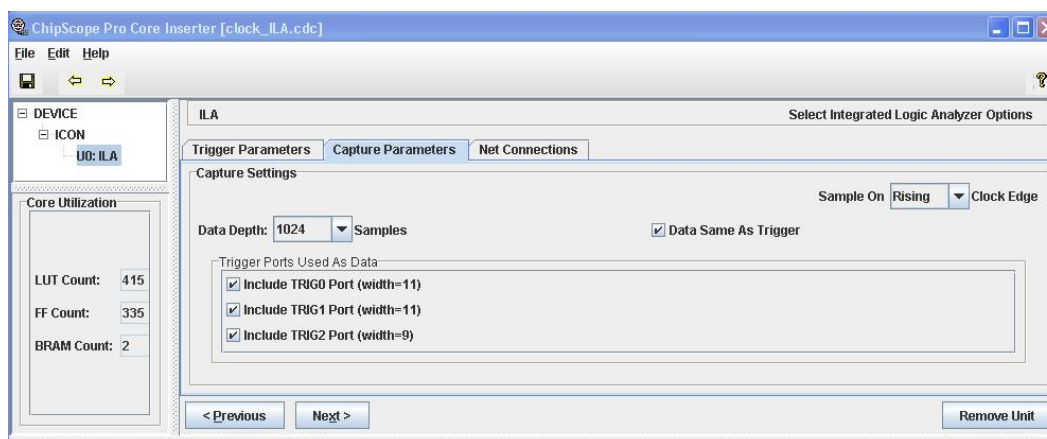 ChipScope Pro Core Inserter [clock_ILA.cdc]
File Edit Help
DEVICE
ICON
U0: ILA
Core Utilization
LUT Count: 415
FF Count: 335
BRAM Count: 2
ILA Select Integrated Logic Analyzer Options
Trigger Parameters Capture Parameters Net Connections
Capture Settings
Sample On Rising Clock Edge
Data Depth: 1024 Samples Data Same As Trigger
Trigger Ports Used As Data
Include TRIG0 Port (width=11)
Include TRIG1 Port (width=11)
Include TRIG2 Port (width=9)
< Previous Next > Remove Unit